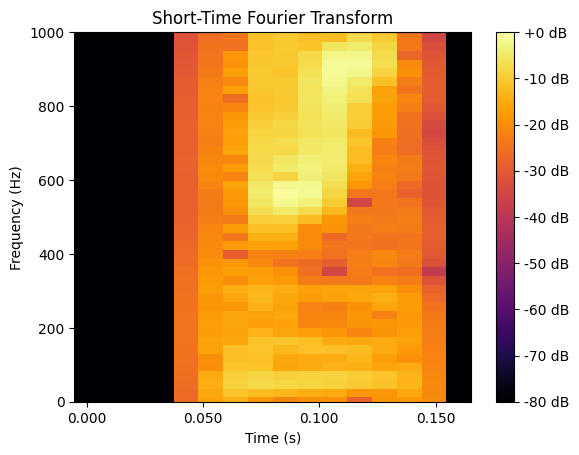 Short-Time Fourier Transform
1000
800
600
400
200
0
Frequency (Hz)
0.000
0.050
0.100
0.150
Time (s)
+0 dB
-10 dB
-20 dB
-30 dB
-40 dB
-50 dB
-60 dB
-70 dB
-80 dB